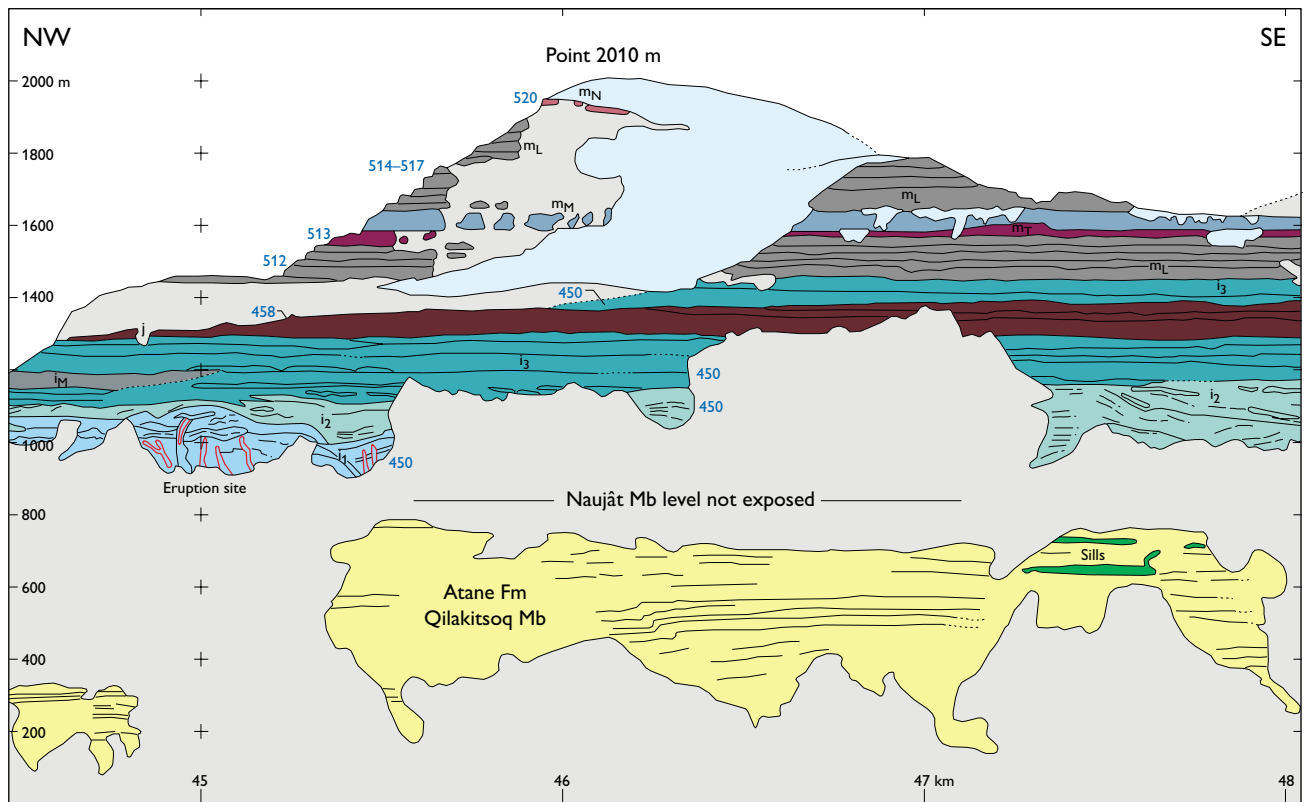 NW
SE
Point 2010 m
2000 m
520
mN
1800
mL
514–517
mL
mM
1600
513
mT
512
mL
i3
1400
450
458
j
i3
450
iM
450
i2
i2
1000
i1
450
Eruption site
800
Naujât Mb level not exposed
Sills
600
Atane Fm
Qilakitsoq Mb
400
200
45
46
47 km
48